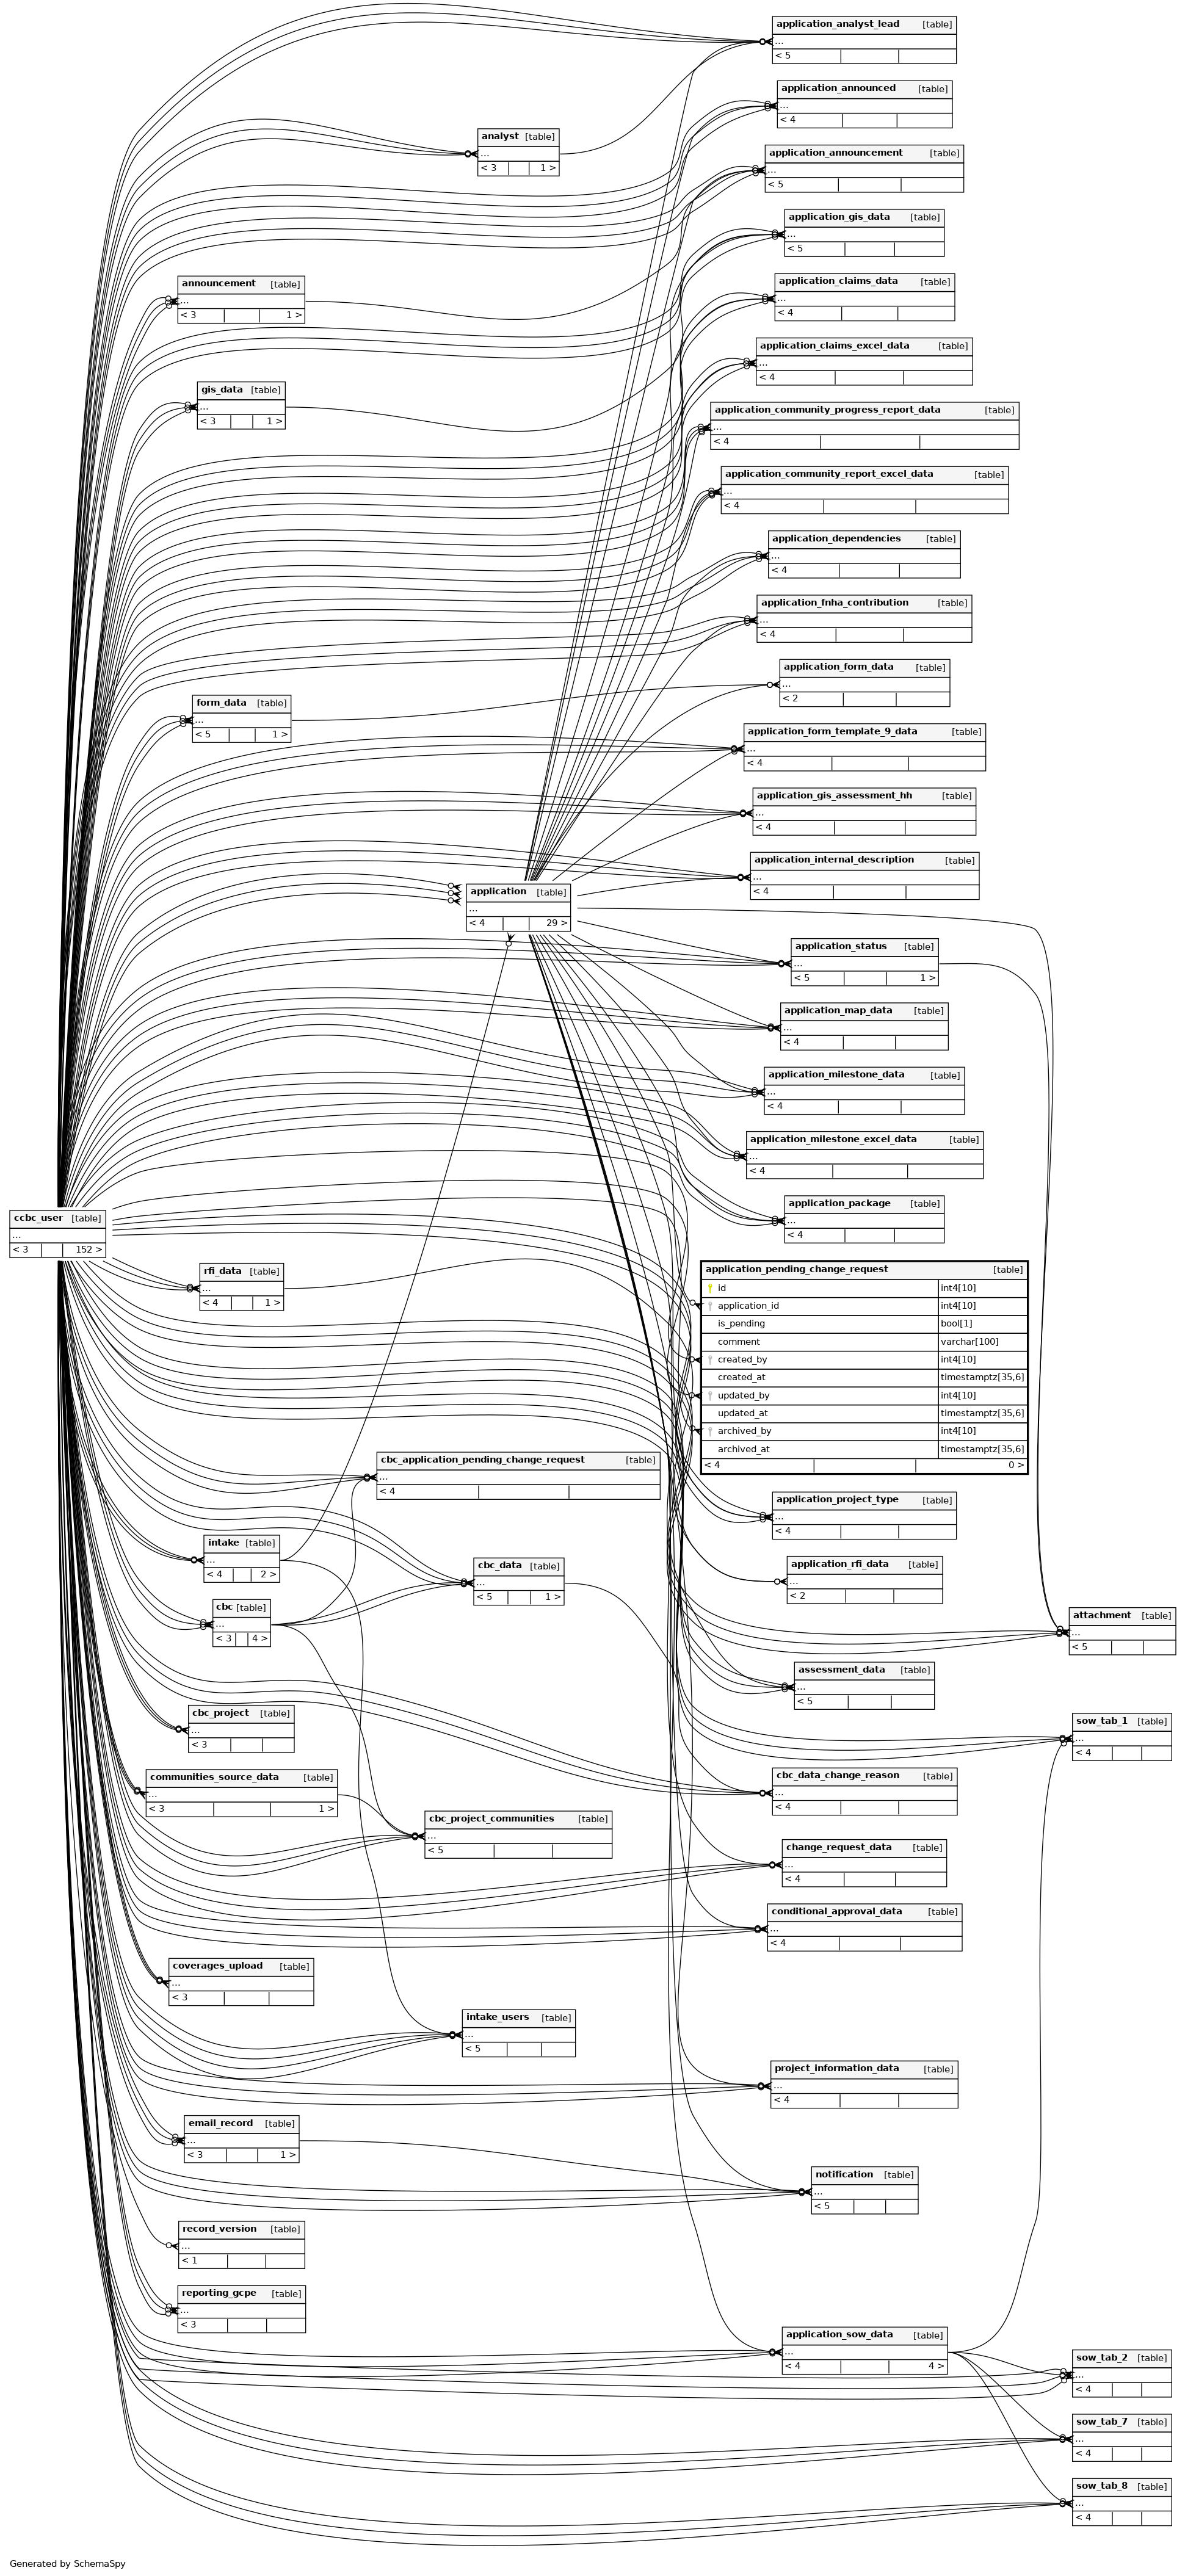 application_analyst_lead [table]
...
< 5
application_announced [table]
...
< 4
analyst [table]
...
< 3 1 >
application_announcement [table]
...
< 5
application_gis_data [table]
...
< 5
announcement [table]
...
< 3 1 >
application_claims_data [table]
...
< 4
application_claims_excel_data [table]
...
< 4
gis_data [table]
...
< 3 1 >
application_community_progress_report_data [table]
...
< 4
application_community_report_excel_data [table]
...
< 4
application_dependencies [table]
...
< 4
application_fnha_contribution [table]
...
< 4
application_form_data [table]
...
< 2
form_data [table]
...
< 5 1 >
application_form_template_9_data [table]
...
< 4
application_gis_assessment_hh [table]
...
< 4
application_internal_description [table]
...
< 4
application [table]
...
< 4 29 >
application_status [table]
...
< 5 1 >
application_map_data [table]
...
< 4
application_milestone_data [table]
...
< 4
application_milestone_excel_data [table]
...
< 4
application_package [table]
...
< 4
ccbc_user [table]
...
< 3 152 >
rfi_data [table]
...
< 4 1 >
application_pending_change_request [table]
id int4[10]
application_id int4[10]
is_pending bool[1]
comment varchar[100]
created_by int4[10]
created_at timestamptz[35,6]
updated_by int4[10]
updated_at timestamptz[35,6]
archived_by int4[10]
archived_at timestamptz[35,6]
< 4 0 >
cbc_application_pending_change_request [table]
...
< 4
application_project_type [table]
...
< 4
intake [table]
...
< 4 2 >
cbc_data [table]
...
< 5 1 >
application_rfi_data [table]
...
< 2
cbc [table]
...
< 3 4 >
attachment [table]
...
< 5
assessment_data [table]
...
< 5
cbc_project [table]
...
< 3
sow_tab_1 [table]
...
< 4
communities_source_data [table]
...
< 3 1 >
cbc_data_change_reason [table]
...
< 4
cbc_project_communities [table]
...
< 5
change_request_data [table]
...
< 4
conditional_approval_data [table]
...
< 4
coverages_upload [table]
...
< 3
intake_users [table]
...
< 5
project_information_data [table]
...
< 4
email_record [table]
...
< 3 1 >
notification [table]
...
< 5
record_version [table]
...
< 1
reporting_gcpe [table]
...
< 3
application_sow_data [table]
...
< 4 4 >
sow_tab_2 [table]
...
< 4
sow_tab_7 [table]
...
< 4
sow_tab_8 [table]
...
< 4
Generated by SchemaSpy